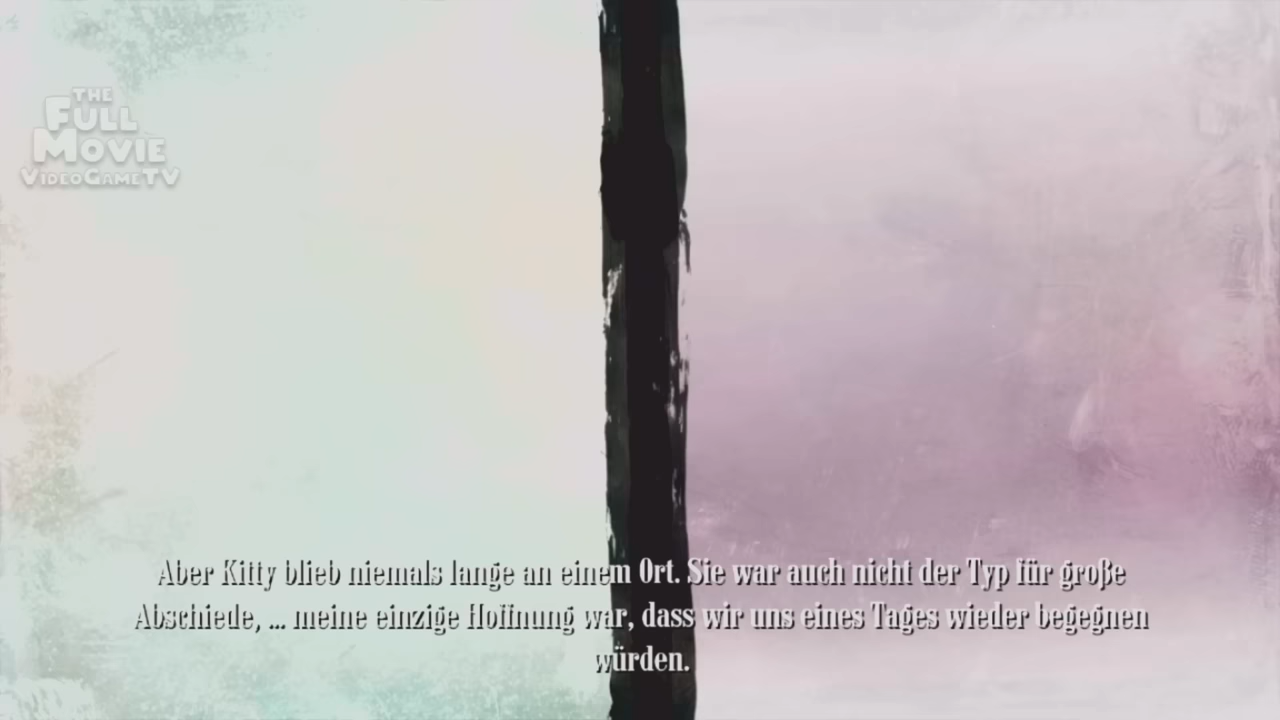 THE
FULL
MOVIE
VIDEOGAMETV
Aber Kitty blieb niemals lange an einem Ort. Sie war auch nicht der Typ für große
Abschiede, ... meine einzige Hoffnung war, dass wir uns eines Tages wieder begegnen
würden.